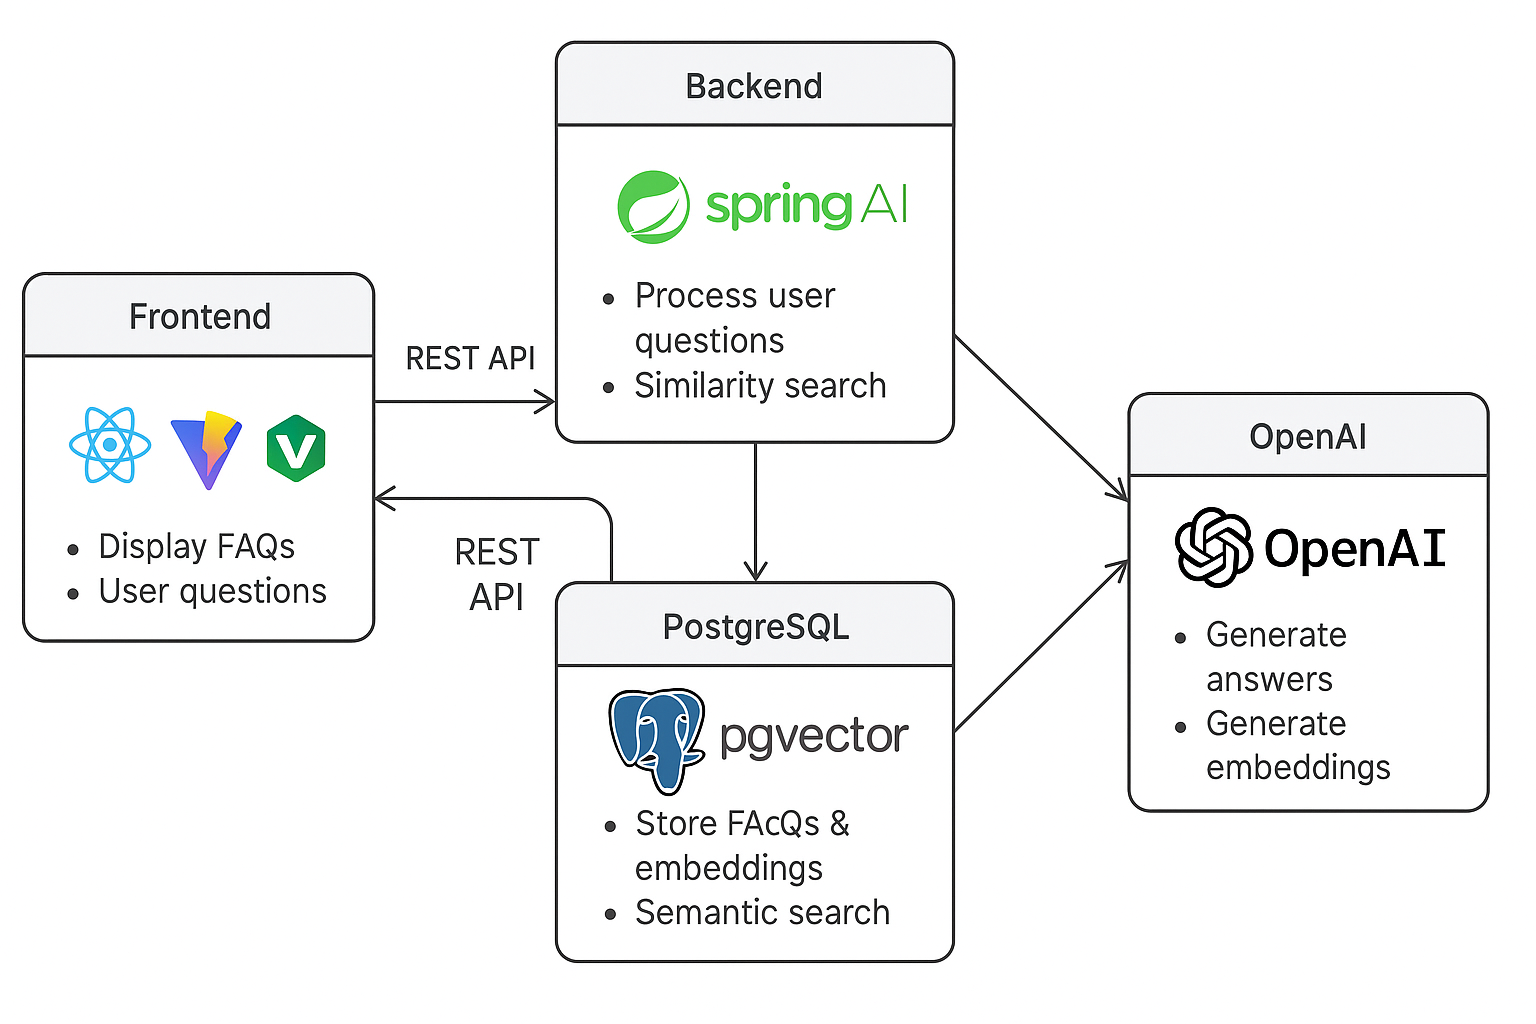 Backend
spring AI
• Process user
questions
• Similarity search
Frontend
V
• Display FAQs
• User questions
REST API
REST
API
PostgreSQL
pgvector
• Store FAcQs &
embeddings
• Semantic search
OpenAI
OpenAI
• Generate
answers
• Generate
embeddings